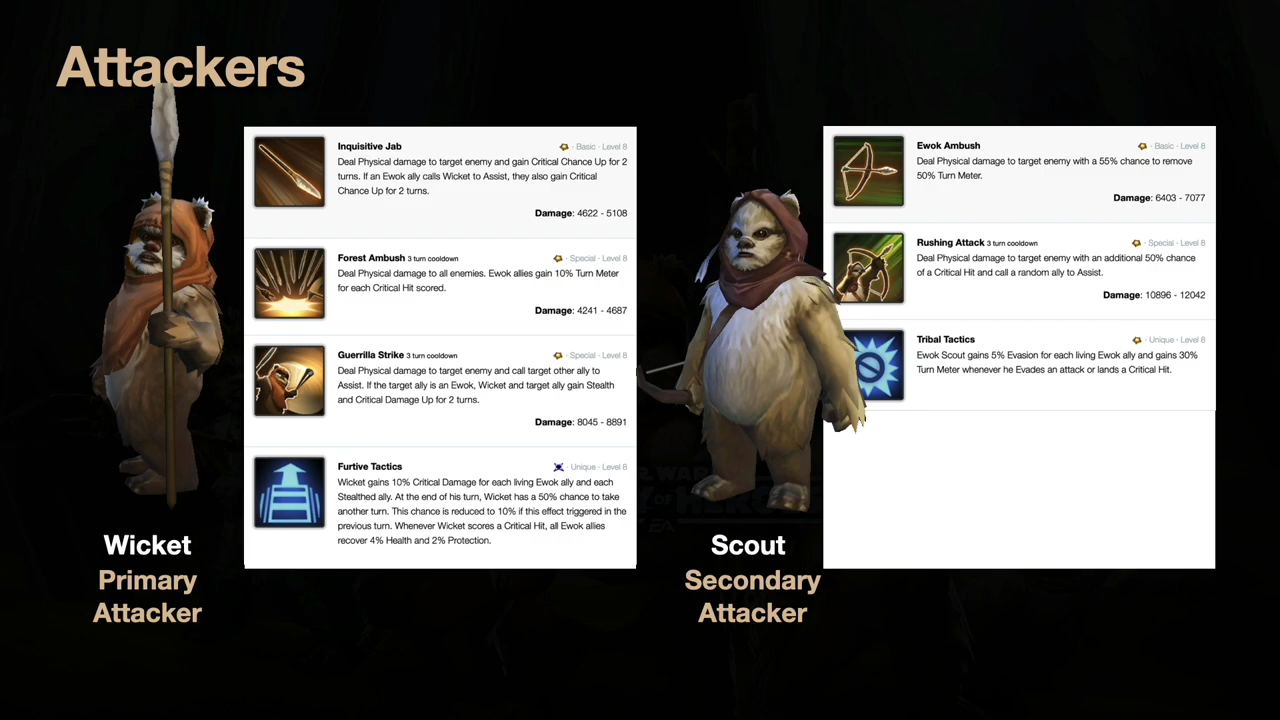 Attackers
Inquisitive Jab · Basic · Level 8
Deal Physical damage to target enemy and gain Critical Chance Up for 2
turns. If an Ewok ally calls Wicket to Assist, they also gain Critical
Chance Up for 2 turns.
Damage: 4622 - 5108
Forest Ambush 3 turn cooldown · Special · Level 8
Deal Physical damage to all enemies. Ewok allies gain 10% Turn Meter
for each Critical Hit scored.
Damage: 4241 - 4687
Guerrilla Strike 3 turn cooldown · Special · Level 8
Deal Physical damage to target enemy and call target other ally to
Assist. If the target ally is an Ewok, Wicket and target ally gain Stealth
and Critical Damage Up for 2 turns.
Damage: 8045 - 8891
Furtive Tactics · Unique · Level 8
Wicket gains 10% Critical Damage for each living Ewok ally and each
Stealthed ally. At the end of his turn, Wicket has a 50% chance to take
another turn. This chance is reduced to 10% if this effect triggered in the
previous turn. Whenever Wicket scores a Critical Hit, all Ewok allies
recover 4% Health and 2% Protection.
Wicket
Primary
Attacker
Ewok Ambush · Basic · Level 8
Deal Physical damage to target enemy with a 55% chance to remove
50% Turn Meter.
Damage: 6403 - 7077
Rushing Attack 3 turn cooldown · Special · Level 8
Deal Physical damage to target enemy with an additional 50% chance
of a Critical Hit and call a random ally to Assist.
Damage: 10896 - 12042
Tribal Tactics · Unique · Level 8
Ewok Scout gains 5% Evasion for each living Ewok ally and gains 30%
Turn Meter whenever he Evades an attack or lands a Critical Hit.
Scout
Secondary
Attacker